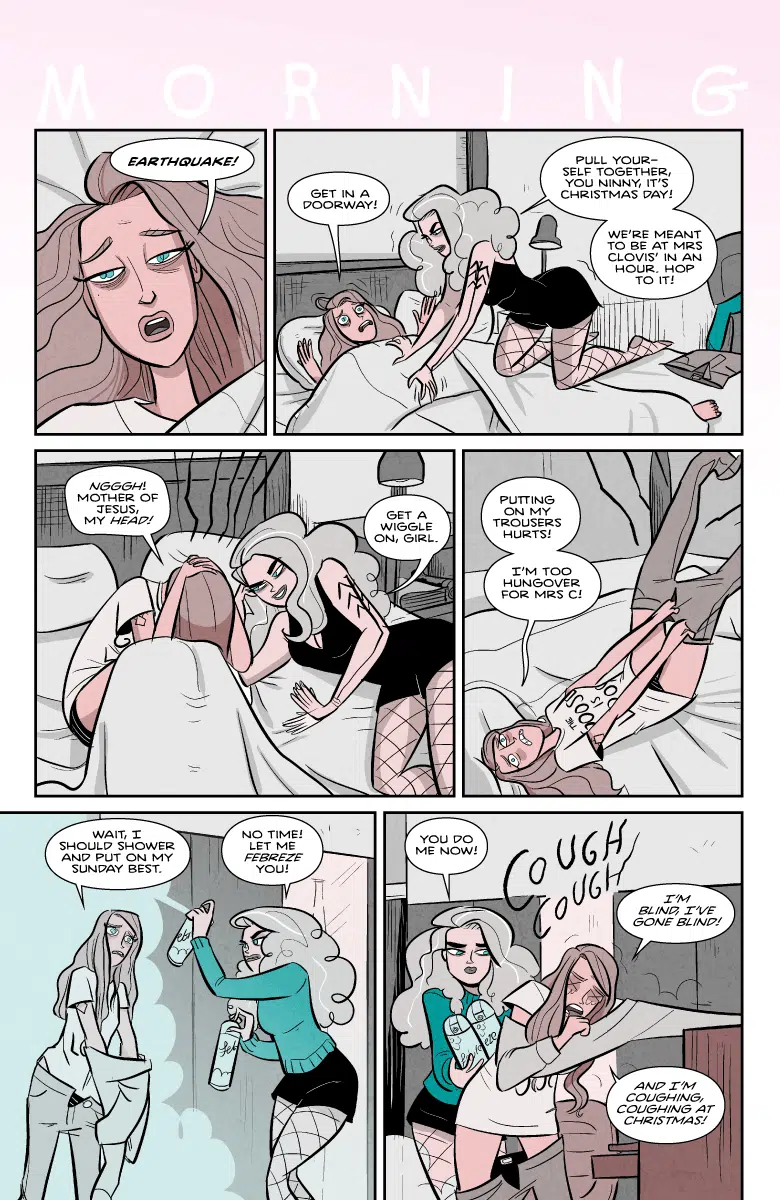 MORNING
EARTHQUAKE!
GET IN A
DOORWAY!
PULL YOUR-
SELF TOGETHER,
YOU NINNY, IT'S
CHRISTMAS DAY!
WE'RE MEANT
TO BE AT MRS
CLOVIS' IN AN
HOUR. HOP
TO IT!
NGGGH!
MOTHER OF
JESUS,
MY HEAD!
GET A
WIGGLE
ON, GIRL.
PUTTING
ON MY
TROUSERS
HURTS!
I'M TOO
HUNGOVER
FOR MRS C!
THE
WAIT, I
SHOULD SHOWER
AND PUT ON MY
SUNDAY BEST.
NO TIME!
LET ME
FEBREZE
YOU!
YOU DO
ME NOW!
COUGH
COUGH
I'M
BLIND, I'VE
GONE BLIND!
AND I'M
COUGHING,
COUGHING AT
CHRISTMAS!